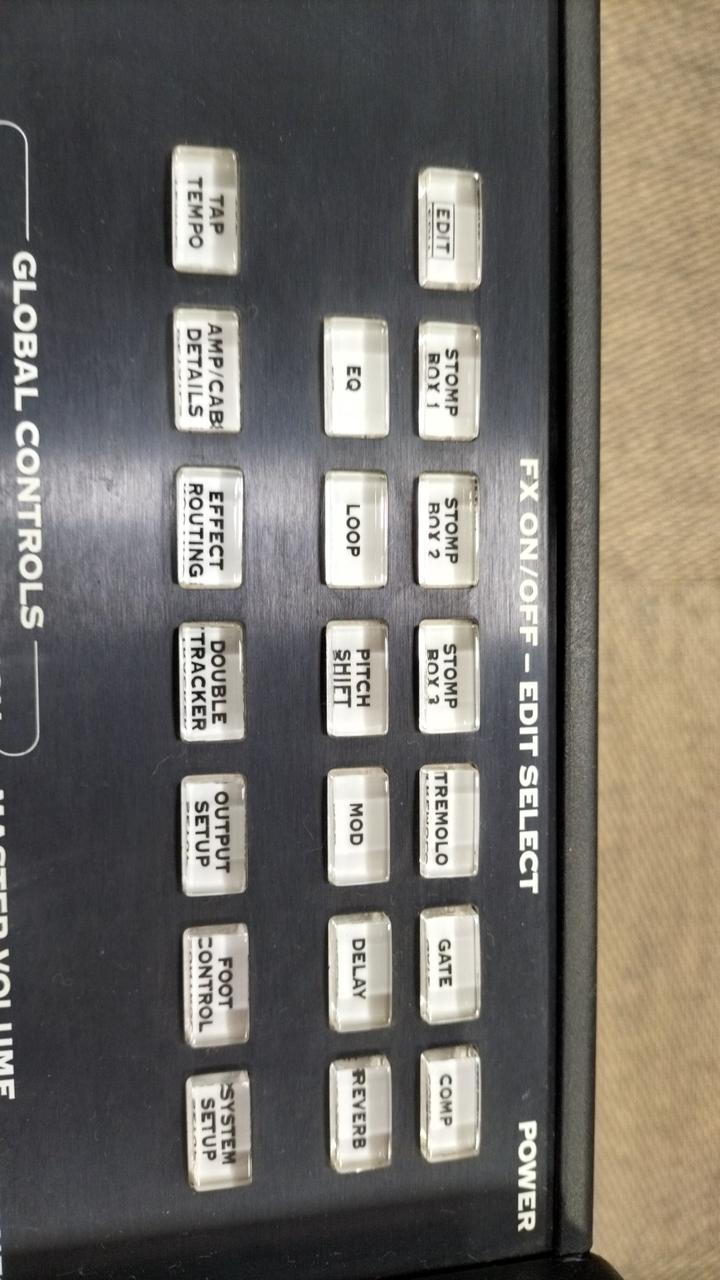 FX ON/OFF – EDIT SELECT
POWER
EDIT
STOMP
BOX 1
STOMP
BOX 2
STOMP
BOX 3
TREMOLO
GATE
COMP
EQ
LOOP
PITCH
SHIFT
MOD
DELAY
REVERB
TAP
TEMPO
AMP/CAB
DETAILS
EFFECT
ROUTING
DOUBLE
TRACKER
OUTPUT
SETUP
FOOT
CONTROL
SYSTEM
SETUP
GLOBAL CONTROLS
MASTER VOLUME